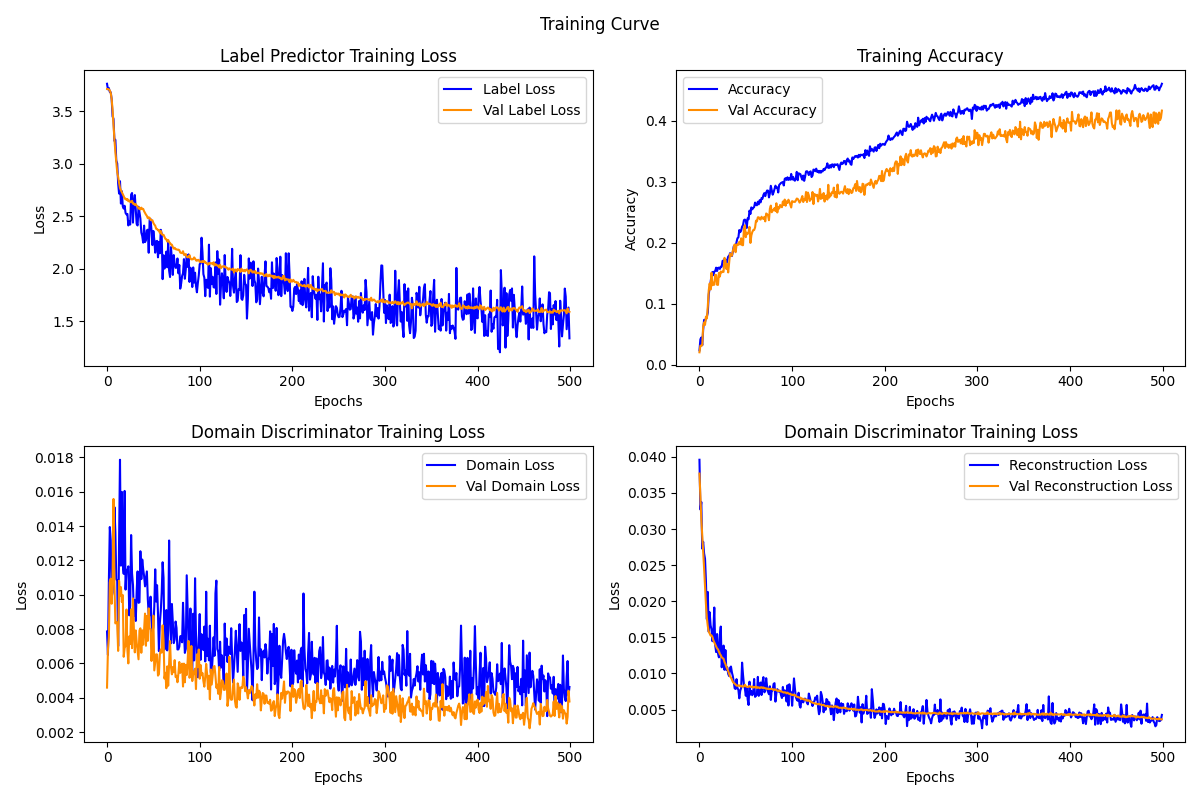 Training Curve
Label Predictor Training Loss
3.5
3.0
2.5
2.0
1.5
Loss
Label Loss
Val Label Loss
0 100 200 300 400 500
Epochs
Training Accuracy
0.4
0.3
0.2
0.1
0.0
Accuracy
Accuracy
Val Accuracy
0 100 200 300 400 500
Epochs
Domain Discriminator Training Loss
0.018
0.016
0.014
0.012
0.010
0.008
0.006
0.004
0.002
Loss
Domain Loss
Val Domain Loss
0 100 200 300 400 500
Epochs
Domain Discriminator Training Loss
0.040
0.035
0.030
0.025
0.020
0.015
0.010
0.005
Loss
Reconstruction Loss
Val Reconstruction Loss
0 100 200 300 400 500
Epochs